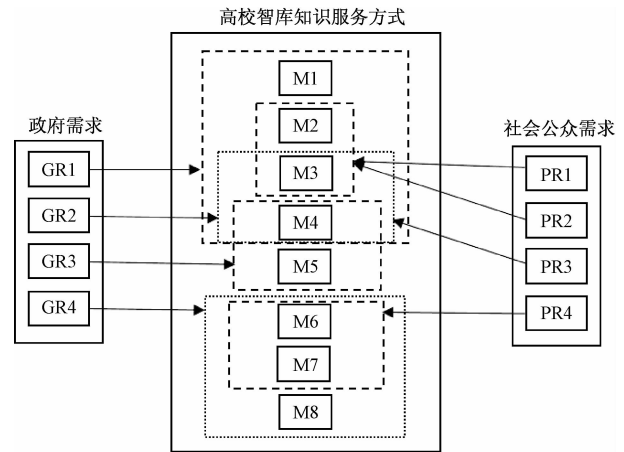 高校智库知识服务方式
政府需求
GR1
GR2
GR3
GR4
M1
M2
M3
M4
M5
M6
M7
M8
社会公众需求
PR1
PR2
PR3
PR4